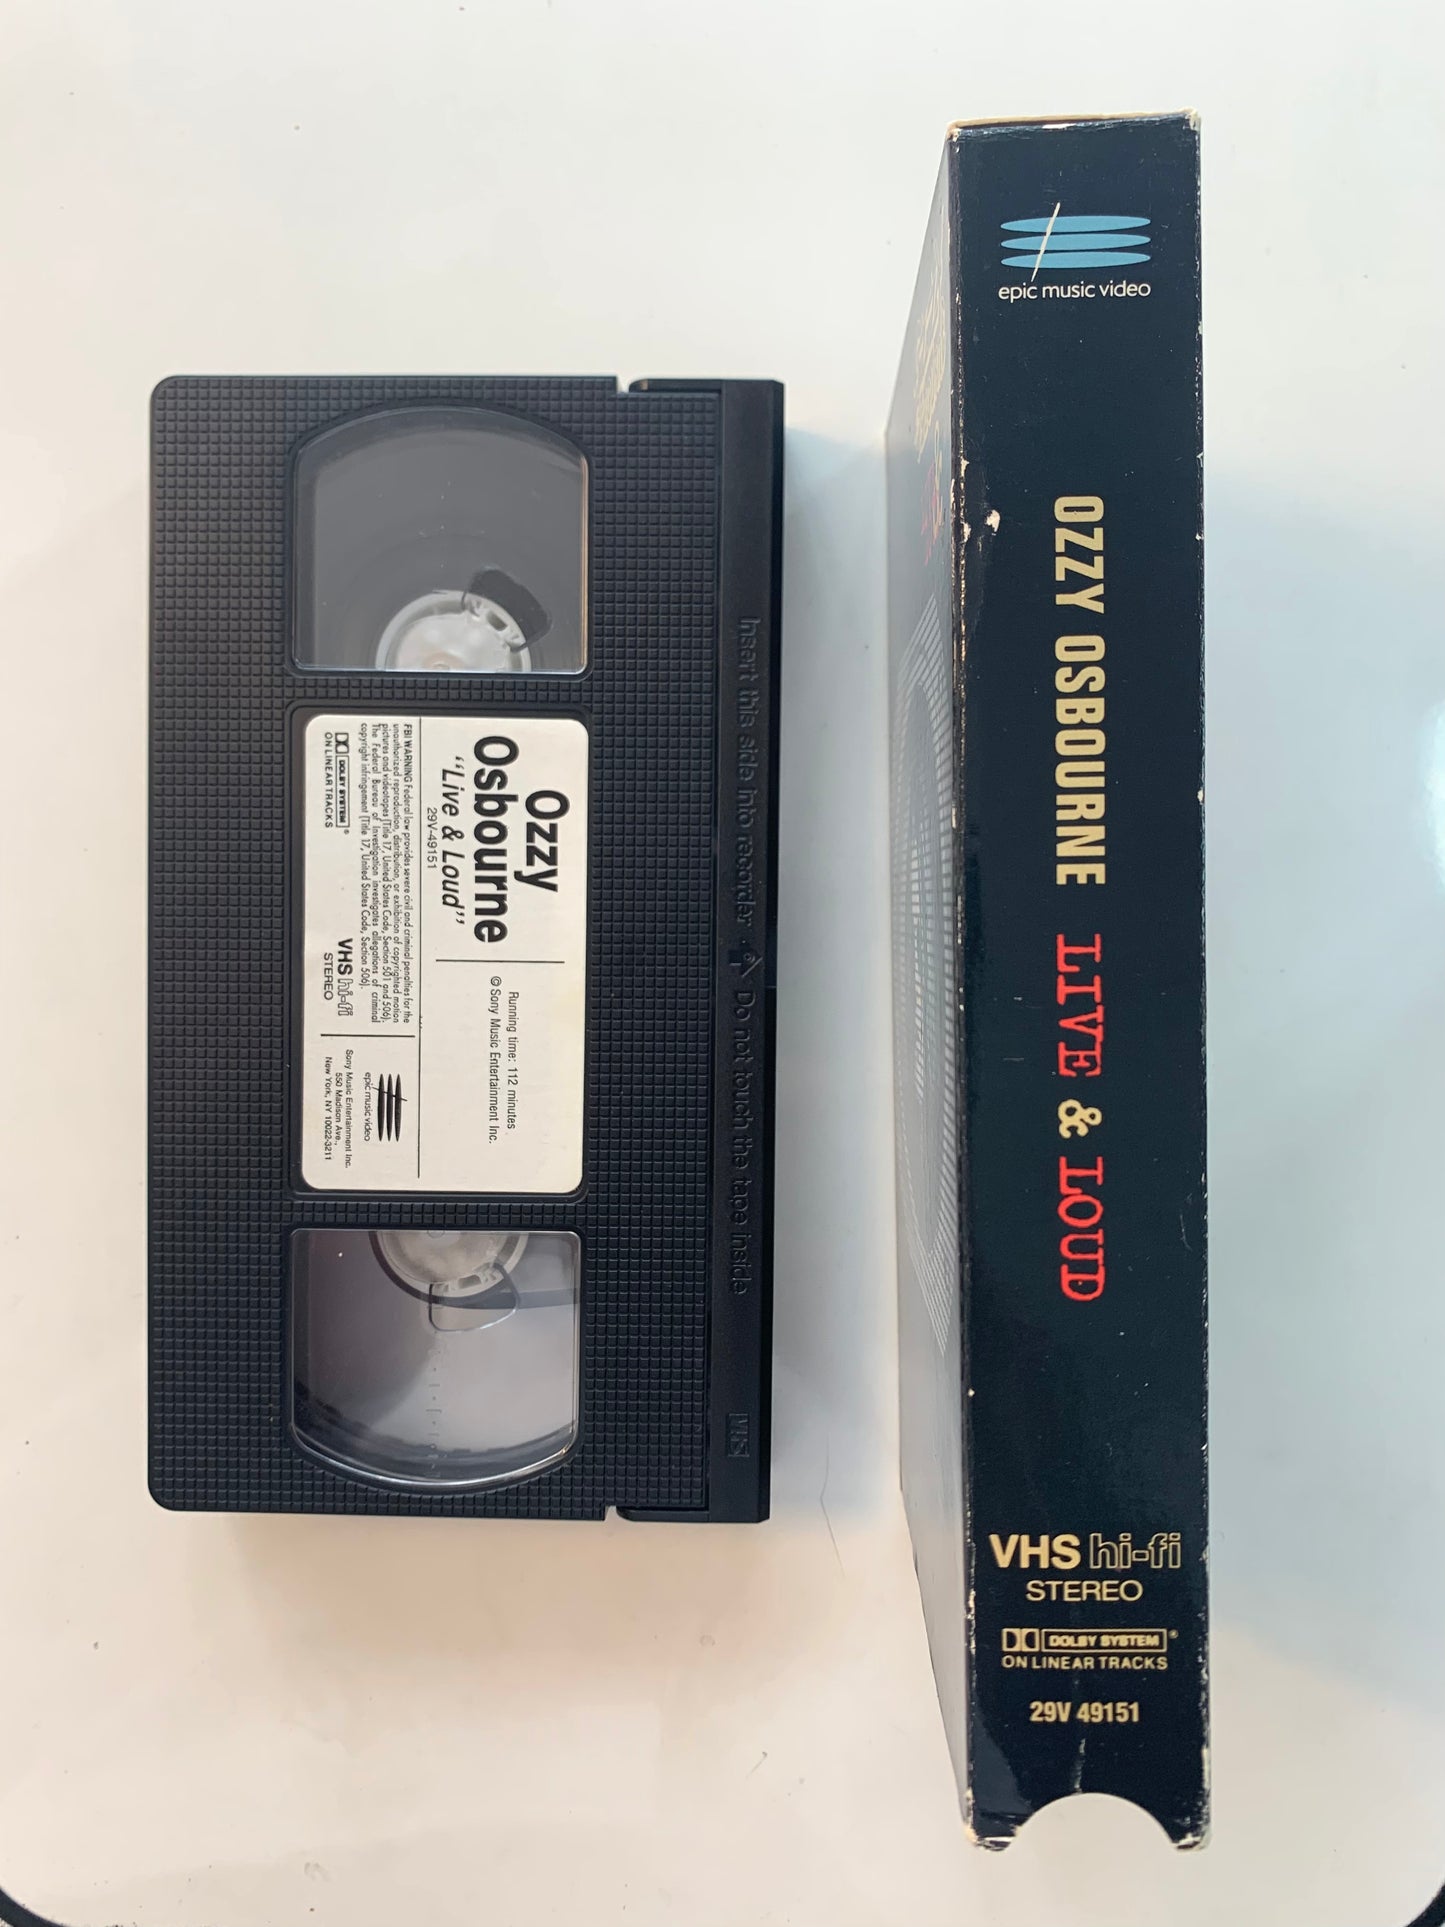 Ozzy
Osbourne
"Live & Loud"
29V-49151
Running time: 112 minutes
© Sony Music Entertainment Inc.
FBI WARNING Federal law provides severe civil and criminal penalties for the
unauthorized reproduction, distribution, or exhibition of copyrighted motion
pictures and videotapes (Title 17, United States Code, Section 501 and 506).
The Federal Bureau of Investigation investigates allegations of criminal
copyright infringement (Title 17, United States Code, Section 506).
DOLBY SYSTEM®
ON LINEAR TRACKS
VHS hi-fi
STEREO
epic music video
Sony Music Entertainment Inc.
550 Madison Ave.,
New York, NY 10022-3211
Insert this side into recorder · Do not touch the tape inside
VHS
epic music video
OZZY OSBOURNE LIVE & LOUD
VHS hi-fi
STEREO
DOLBY SYSTEM®
ON LINEAR TRACKS
29V 49151